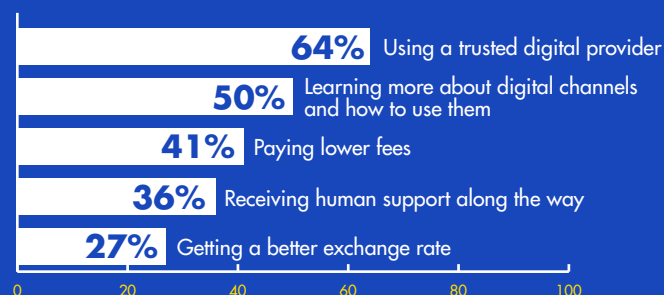 64% Using a trusted digital provider
50% Learning more about digital channels
and how to use them
41% Paying lower fees
36% Receiving human support along the way
27% Getting a better exchange rate
0 20 40 60 80 100